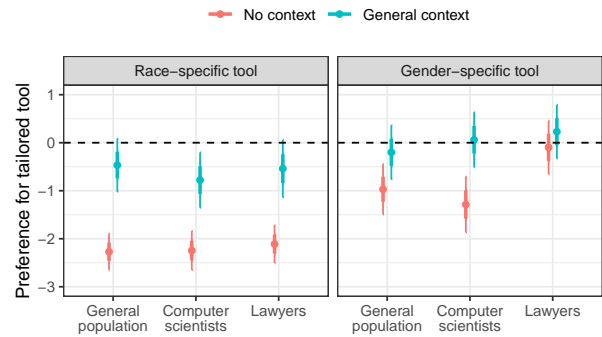 No context General context
Race−specific tool Gender−specific tool
Preference for tailored tool
1
0
−1
−2
−3
General population Computer scientists Lawyers General population Computer scientists Lawyers